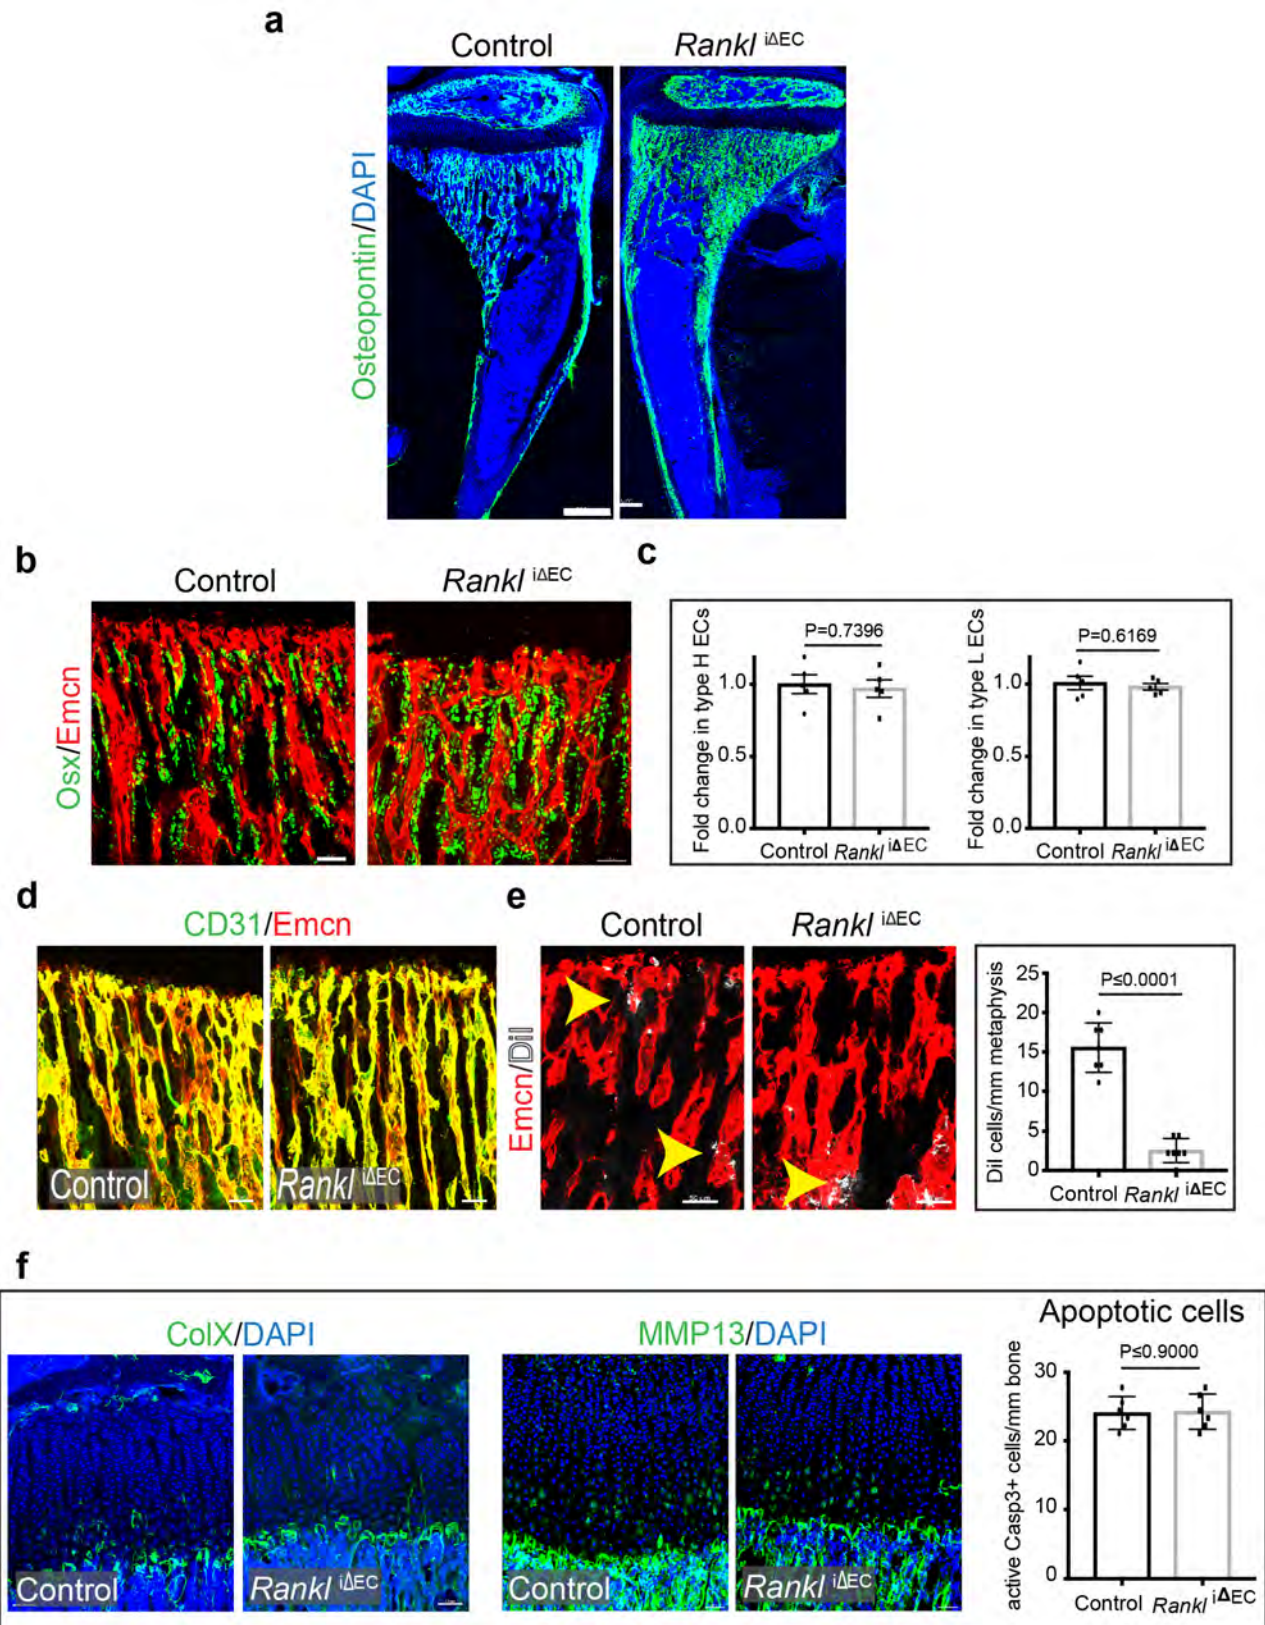 a
Control
Rankl iΔEC
Osteopontin/DAPI
b
Control
Rankl iΔEC
Osx/Emcn
c
Fold change in type H ECs
P=0.7396
1.0
0.5
0.0
Control Rankl iΔEC
Fold change in type L ECs
P=0.6169
1.0
0.5
0.0
Control Rankl iΔEC
d
CD31/Emcn
Control
Rankl iΔEC
e
Control
Rankl iΔEC
Emcn/DiI
50 µm
DiI cells/mm metaphysis
P≤0.0001
25
20
15
10
5
0
Control Rankl iΔEC
f
ColX/DAPI
Control
Rankl iΔEC
MMP13/DAPI
Control
Rankl iΔEC
Apoptotic cells
P≤0.9000
active Casp3+ cells/mm bone
30
20
10
0
Control Rankl iΔEC